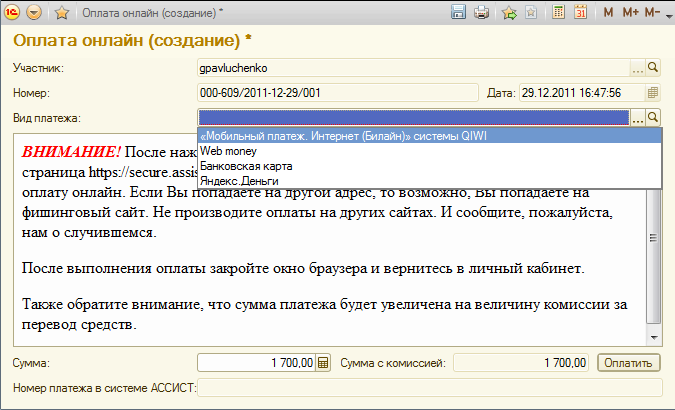 1С Оплата онлайн (создание) * M M+ M-
Оплата онлайн (создание) *
Участник: gpavluchenko ...
Номер: 000-609/2011-12-29/001 Дата: 29.12.2011 16:47:56
Вид платежа: ...
«Мобильный платеж. Интернет (Билайн)» системы QIWI
Web money
Банковская карта
Яндекс.Деньги
ВНИМАНИЕ! После наж
страница https://secure.assis
оплату онлайн. Если Вы попадаете на другой адрес, то возможно, Вы попадаете на
фишинговый сайт. Не производите оплаты на других сайтах. И сообщите, пожалуйста,
нам о случившемся.
После выполнения оплаты закройте окно браузера и вернитесь в личный кабинет.
Также обратите внимание, что сумма платежа будет увеличена на величину комиссии за
перевод средств.
Сумма: 1 700,00 Сумма с комиссией: 1 700,00 Оплатить
Номер платежа в системе АССИСТ: